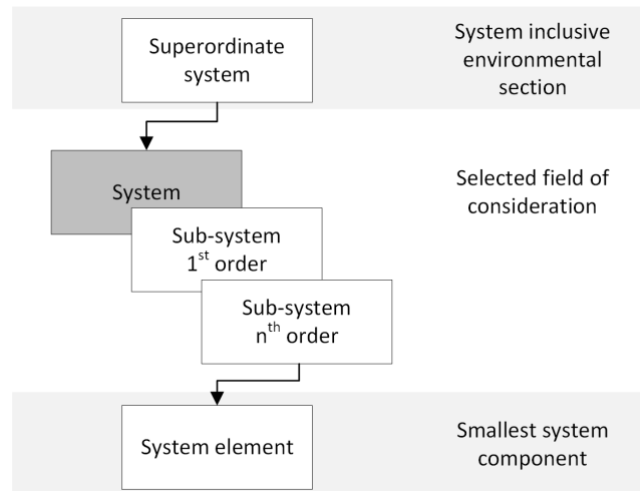 Superordinate
system
System inclusive
environmental
section
System
Selected field of
consideration
Sub-system
1st order
Sub-system
nth order
System element
Smallest system
component